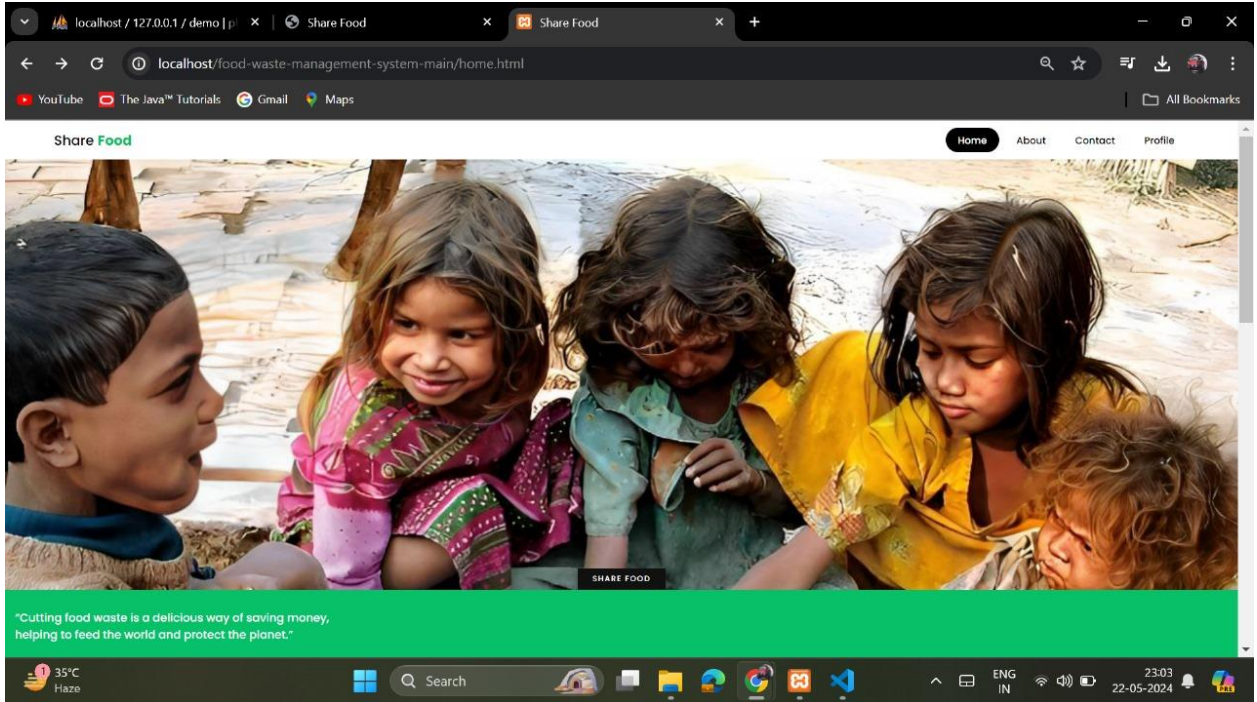 localhost / 127.0.0.1 / demo | p
Share Food
Share Food
localhost/food-waste-management-system-main/home.html
YouTube The Java™ Tutorials Gmail Maps All Bookmarks
Share Food Home About Contact Profile
SHARE FOOD
“Cutting food waste is a delicious way of saving money,
helping to feed the world and protect the planet.”
1 35°C
Haze
Search
PRE
ENG
IN
23:03
22-05-2024